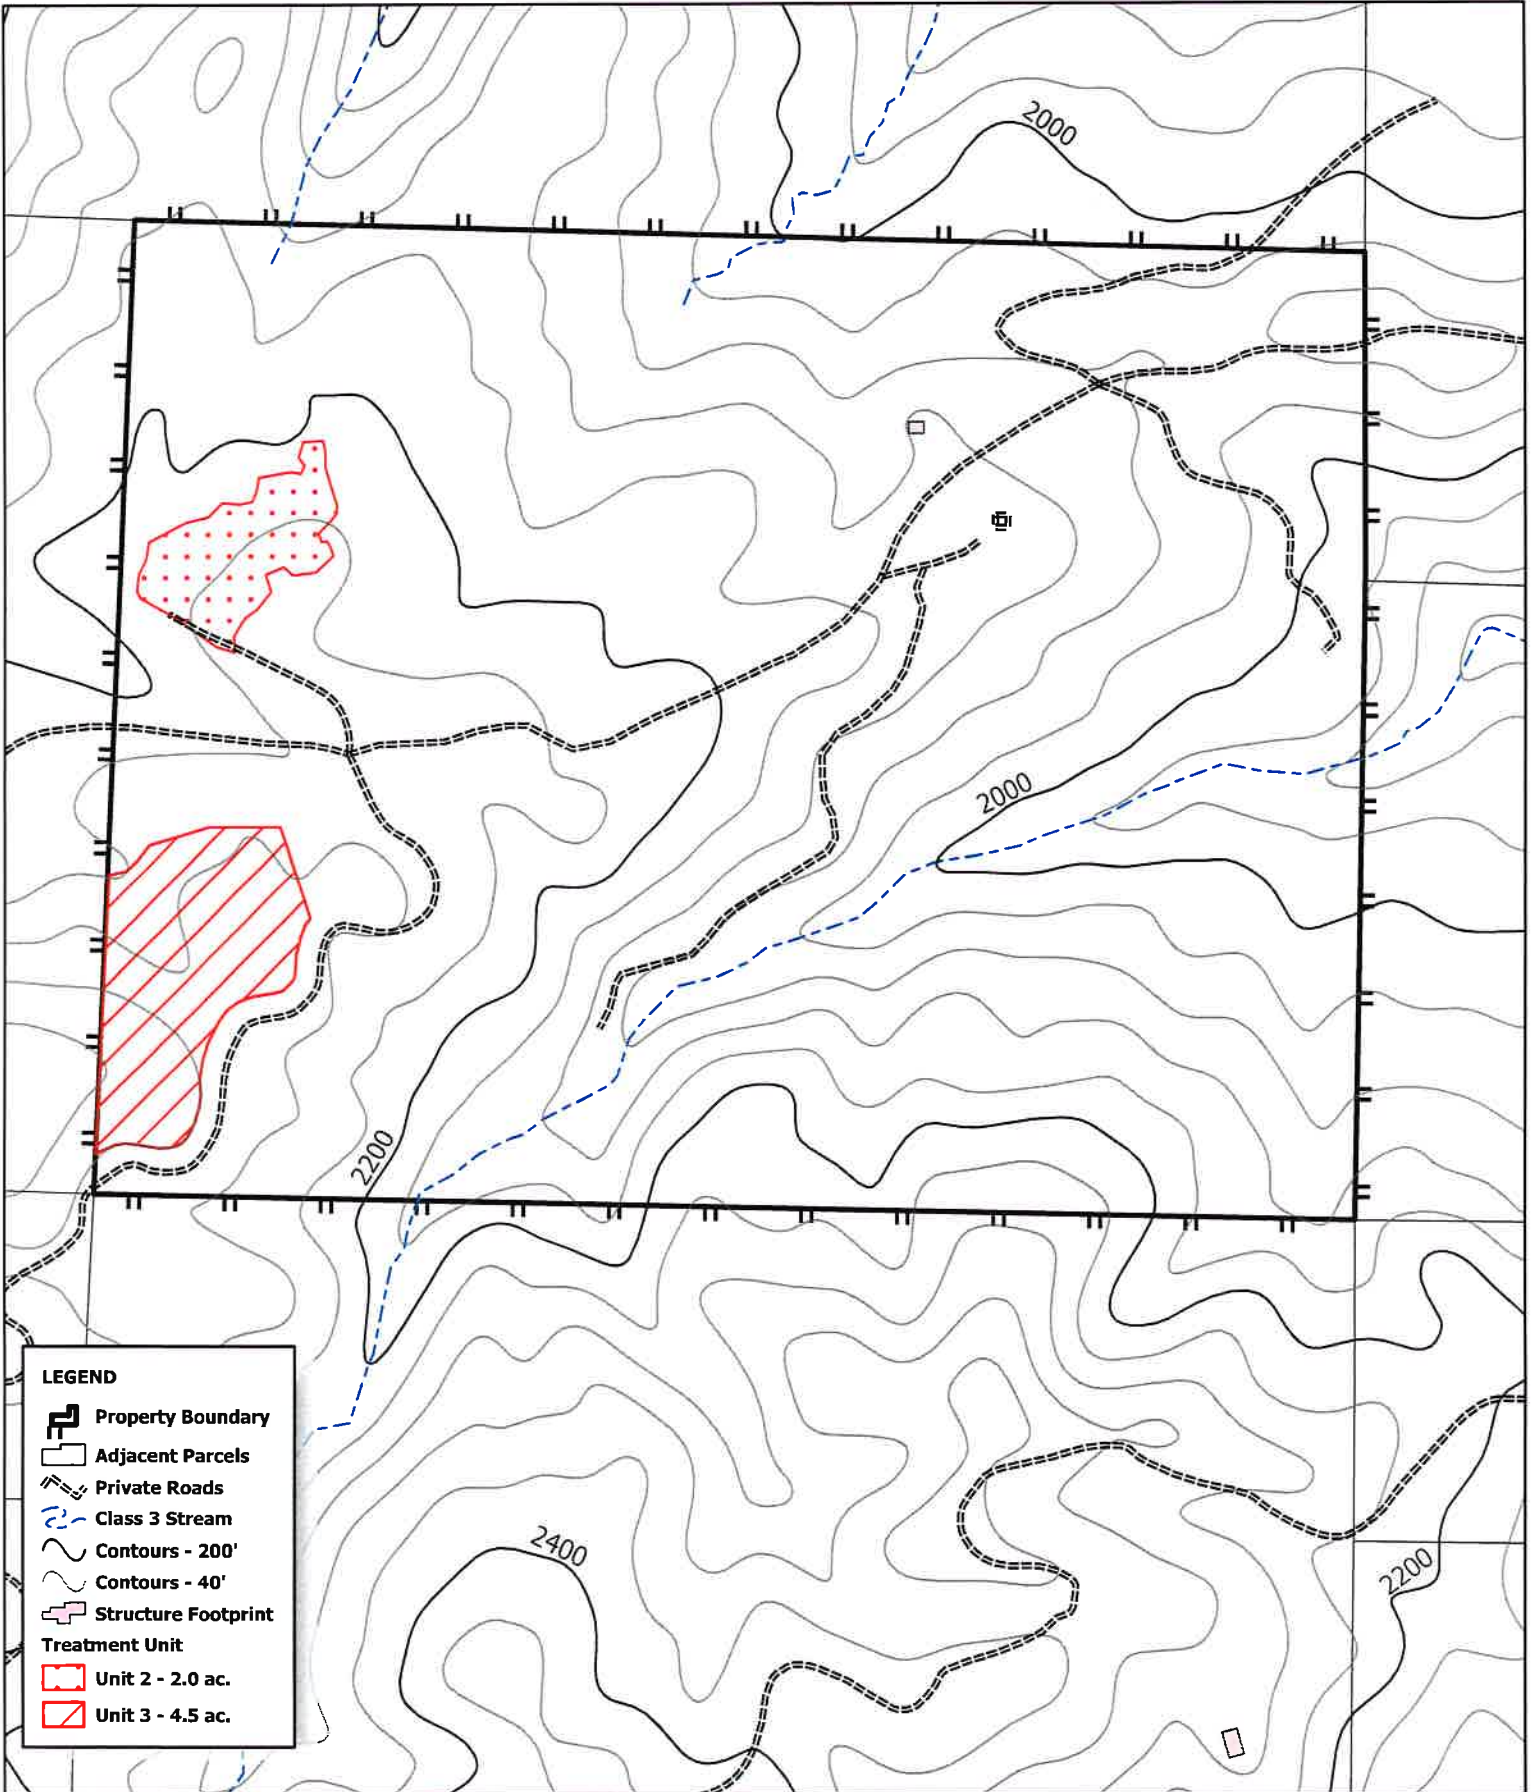 2000
2000
2200
2400
2200
LEGEND
Property Boundary
Adjacent Parcels
Private Roads
Class 3 Stream
Contours - 200'
Contours - 40'
Structure Footprint
Treatment Unit
Unit 2 - 2.0 ac.
Unit 3 - 4.5 ac.